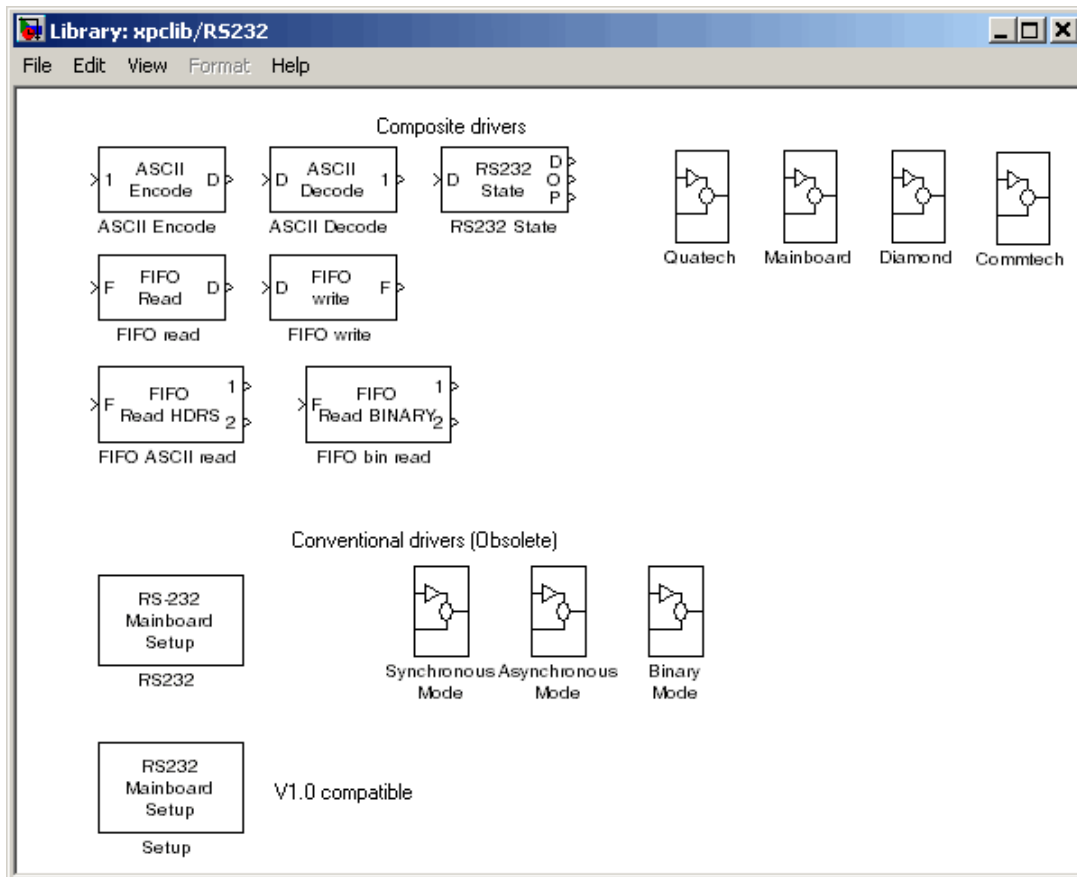 Library: xpclib/RS232
File Edit View Format Help
Composite drivers
1 ASCII Encode D
ASCII Encode
D ASCII Decode 1
ASCII Decode
D RS232 State D O P
RS232 State
Quatech
Mainboard
Diamond
Commtech
F FIFO Read D
FIFO read
D FIFO write F
FIFO write
F FIFO Read HDRS 1 2
FIFO ASCII read
F FIFO Read BINARY 1 2
FIFO bin read
Conventional drivers (Obsolete)
RS-232
Mainboard
Setup
RS232
Synchronous
Mode
Asynchronous
Mode
Binary
Mode
RS232
Mainboard
Setup
Setup
V1.0 compatible